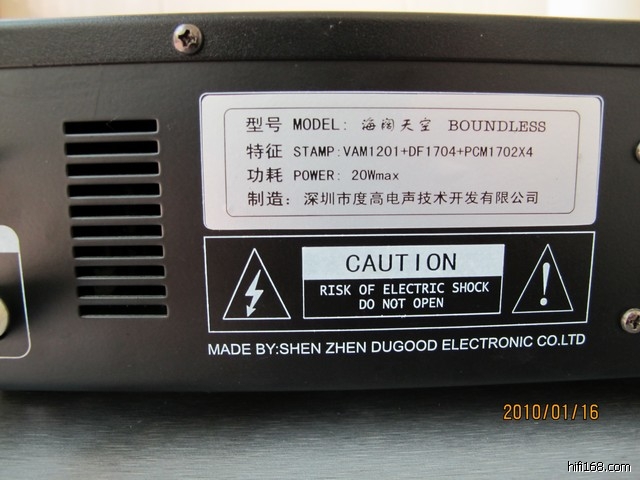 型号 MODEL: 海阔天空 BOUNDLESS
特征 STAMP:VAM1201+DF1704+PCM1702X4
功耗 POWER: 20Wmax
制造: 深圳市度高电声技术开发有限公司
CAUTION
RISK OF ELECTRIC SHOCK
DO NOT OPEN
MADE BY:SHEN ZHEN DUGOOD ELECTRONIC CO.LTD
2010/01/16
hifi168.com